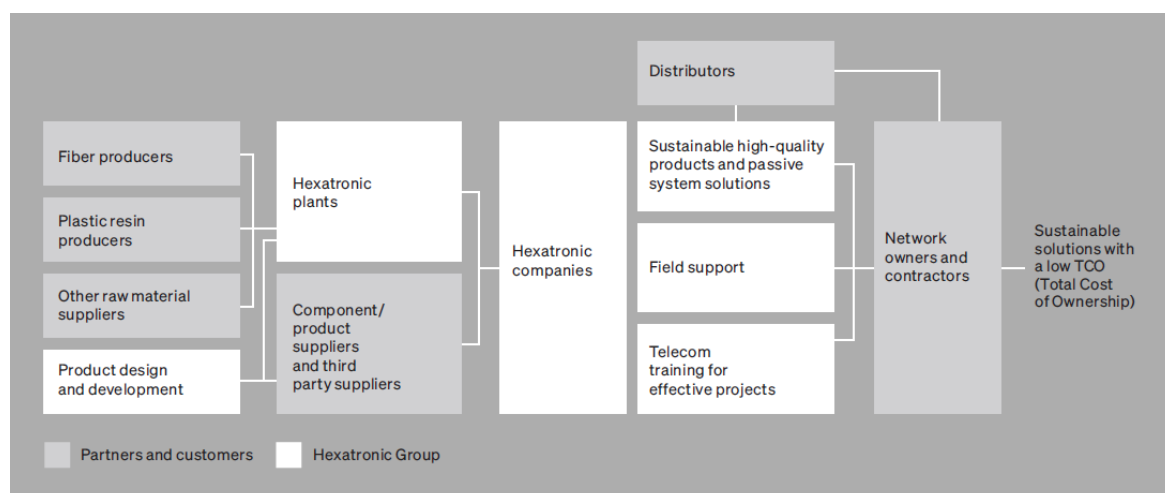 Fiber producers
Plastic resin
producers
Other raw material
suppliers
Product design
and development
Hexatronic
plants
Component/
product
suppliers
and third
party suppliers
Hexatronic
companies
Distributors
Sustainable high-quality
products and passive
system solutions
Field support
Telecom
training for
effective projects
Network
owners and
contractors
Sustainable
solutions with
a low TCO
(Total Cost
of Ownership)
Partners and customers
Hexatronic Group